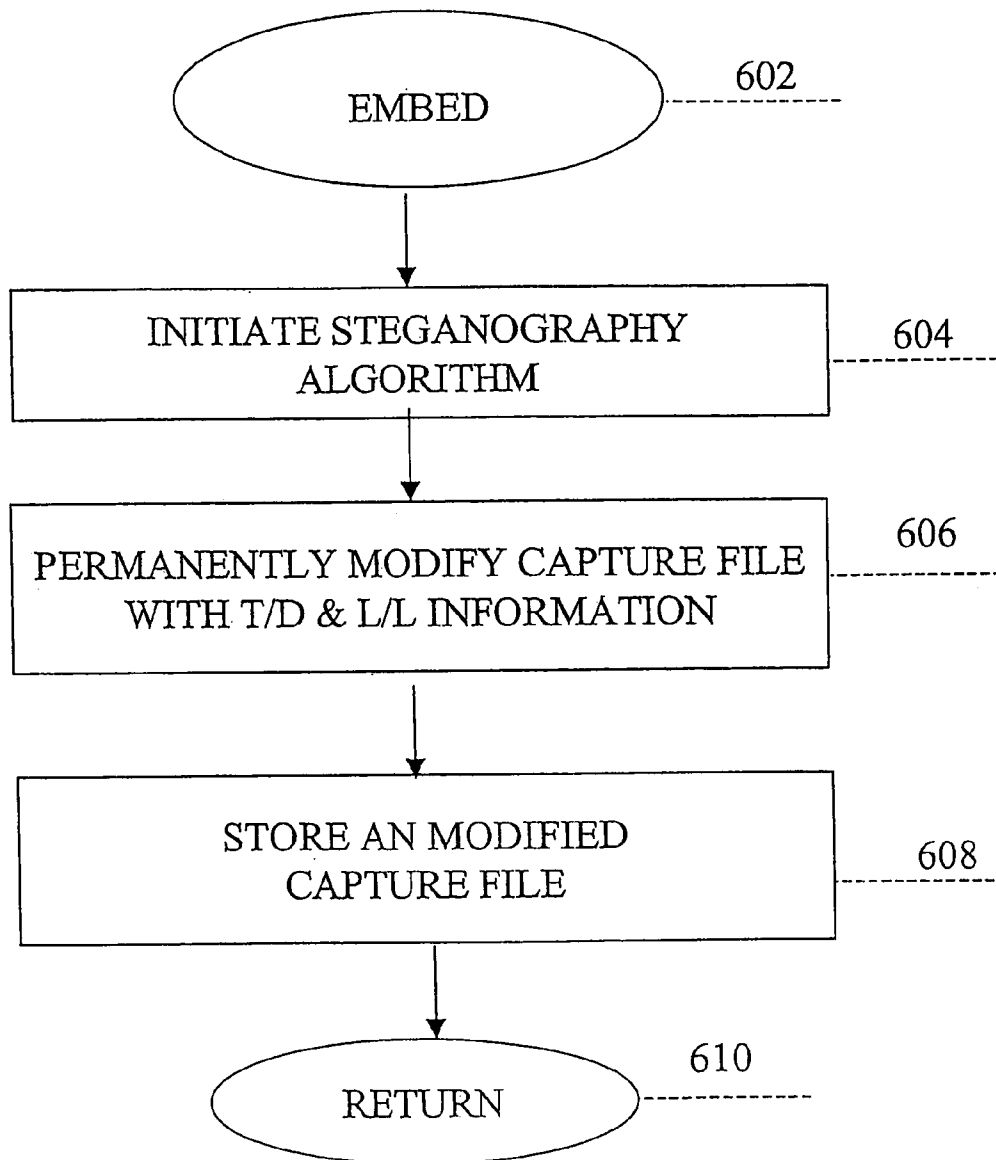 EMBED
602
INITIATE STEGANOGRAPHY
ALGORITHM
604
PERMANENTLY MODIFY CAPTURE FILE
WITH T/D & L/L INFORMATION
606
STORE AN MODIFIED
CAPTURE FILE
608
RETURN
610